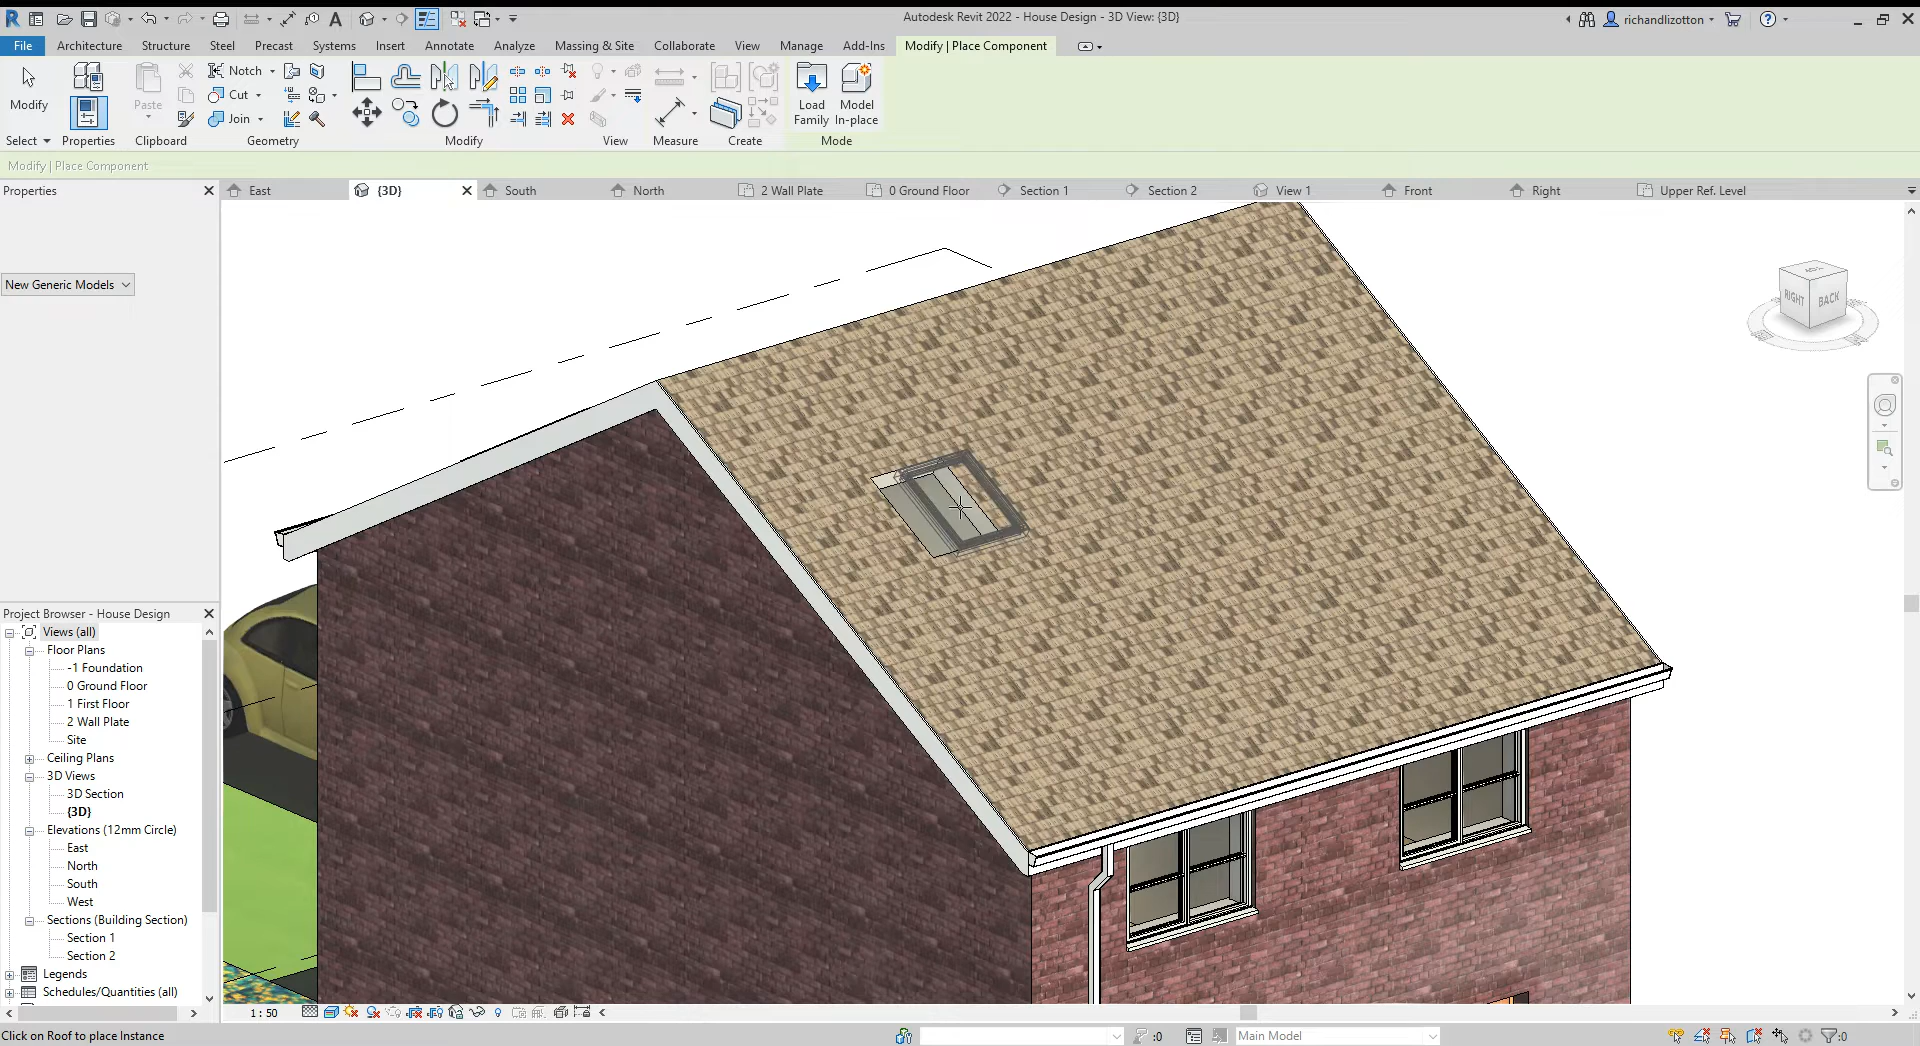 Autodesk Revit 2022 - House Design - 3D View: {3D}
richandlizotton
File Architecture Structure Steel Precast Systems Insert Annotate Analyze Massing & Site Collaborate View Manage Add-Ins Modify | Place Component
Modify
Paste
Notch
Cut
Join
Load Family
Model In-place
Select Properties Clipboard Geometry Modify View Measure Create Mode
Modify | Place Component
Properties
East {3D} South North 2 Wall Plate 0 Ground Floor Section 1 Section 2 View 1 Front Right Upper Ref. Level
New Generic Models
RIGHT BACK
Project Browser - House Design
Views (all)
Floor Plans
-1 Foundation
0 Ground Floor
1 First Floor
2 Wall Plate
Site
Ceiling Plans
3D Views
3D Section
{3D}
Elevations (12mm Circle)
East
North
South
West
Sections (Building Section)
Section 1
Section 2
Legends
Schedules/Quantities (all)
1 : 50
Click on Roof to place Instance
:0
Main Model
:0